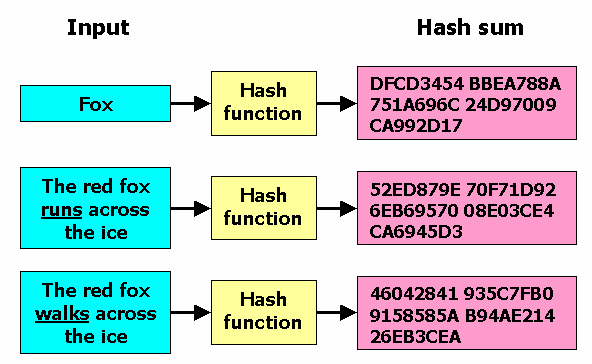 Input
Hash sum
Fox
Hash
function
DFCD3454 BBEA788A
751A696C 24D97009
CA992D17
The red fox
runs across
the ice
Hash
function
52ED879E 70F71D92
6EB69570 08E03CE4
CA6945D3
The red fox
walks across
the ice
Hash
function
46042841 935C7FB0
9158585A B94AE214
26EB3CEA